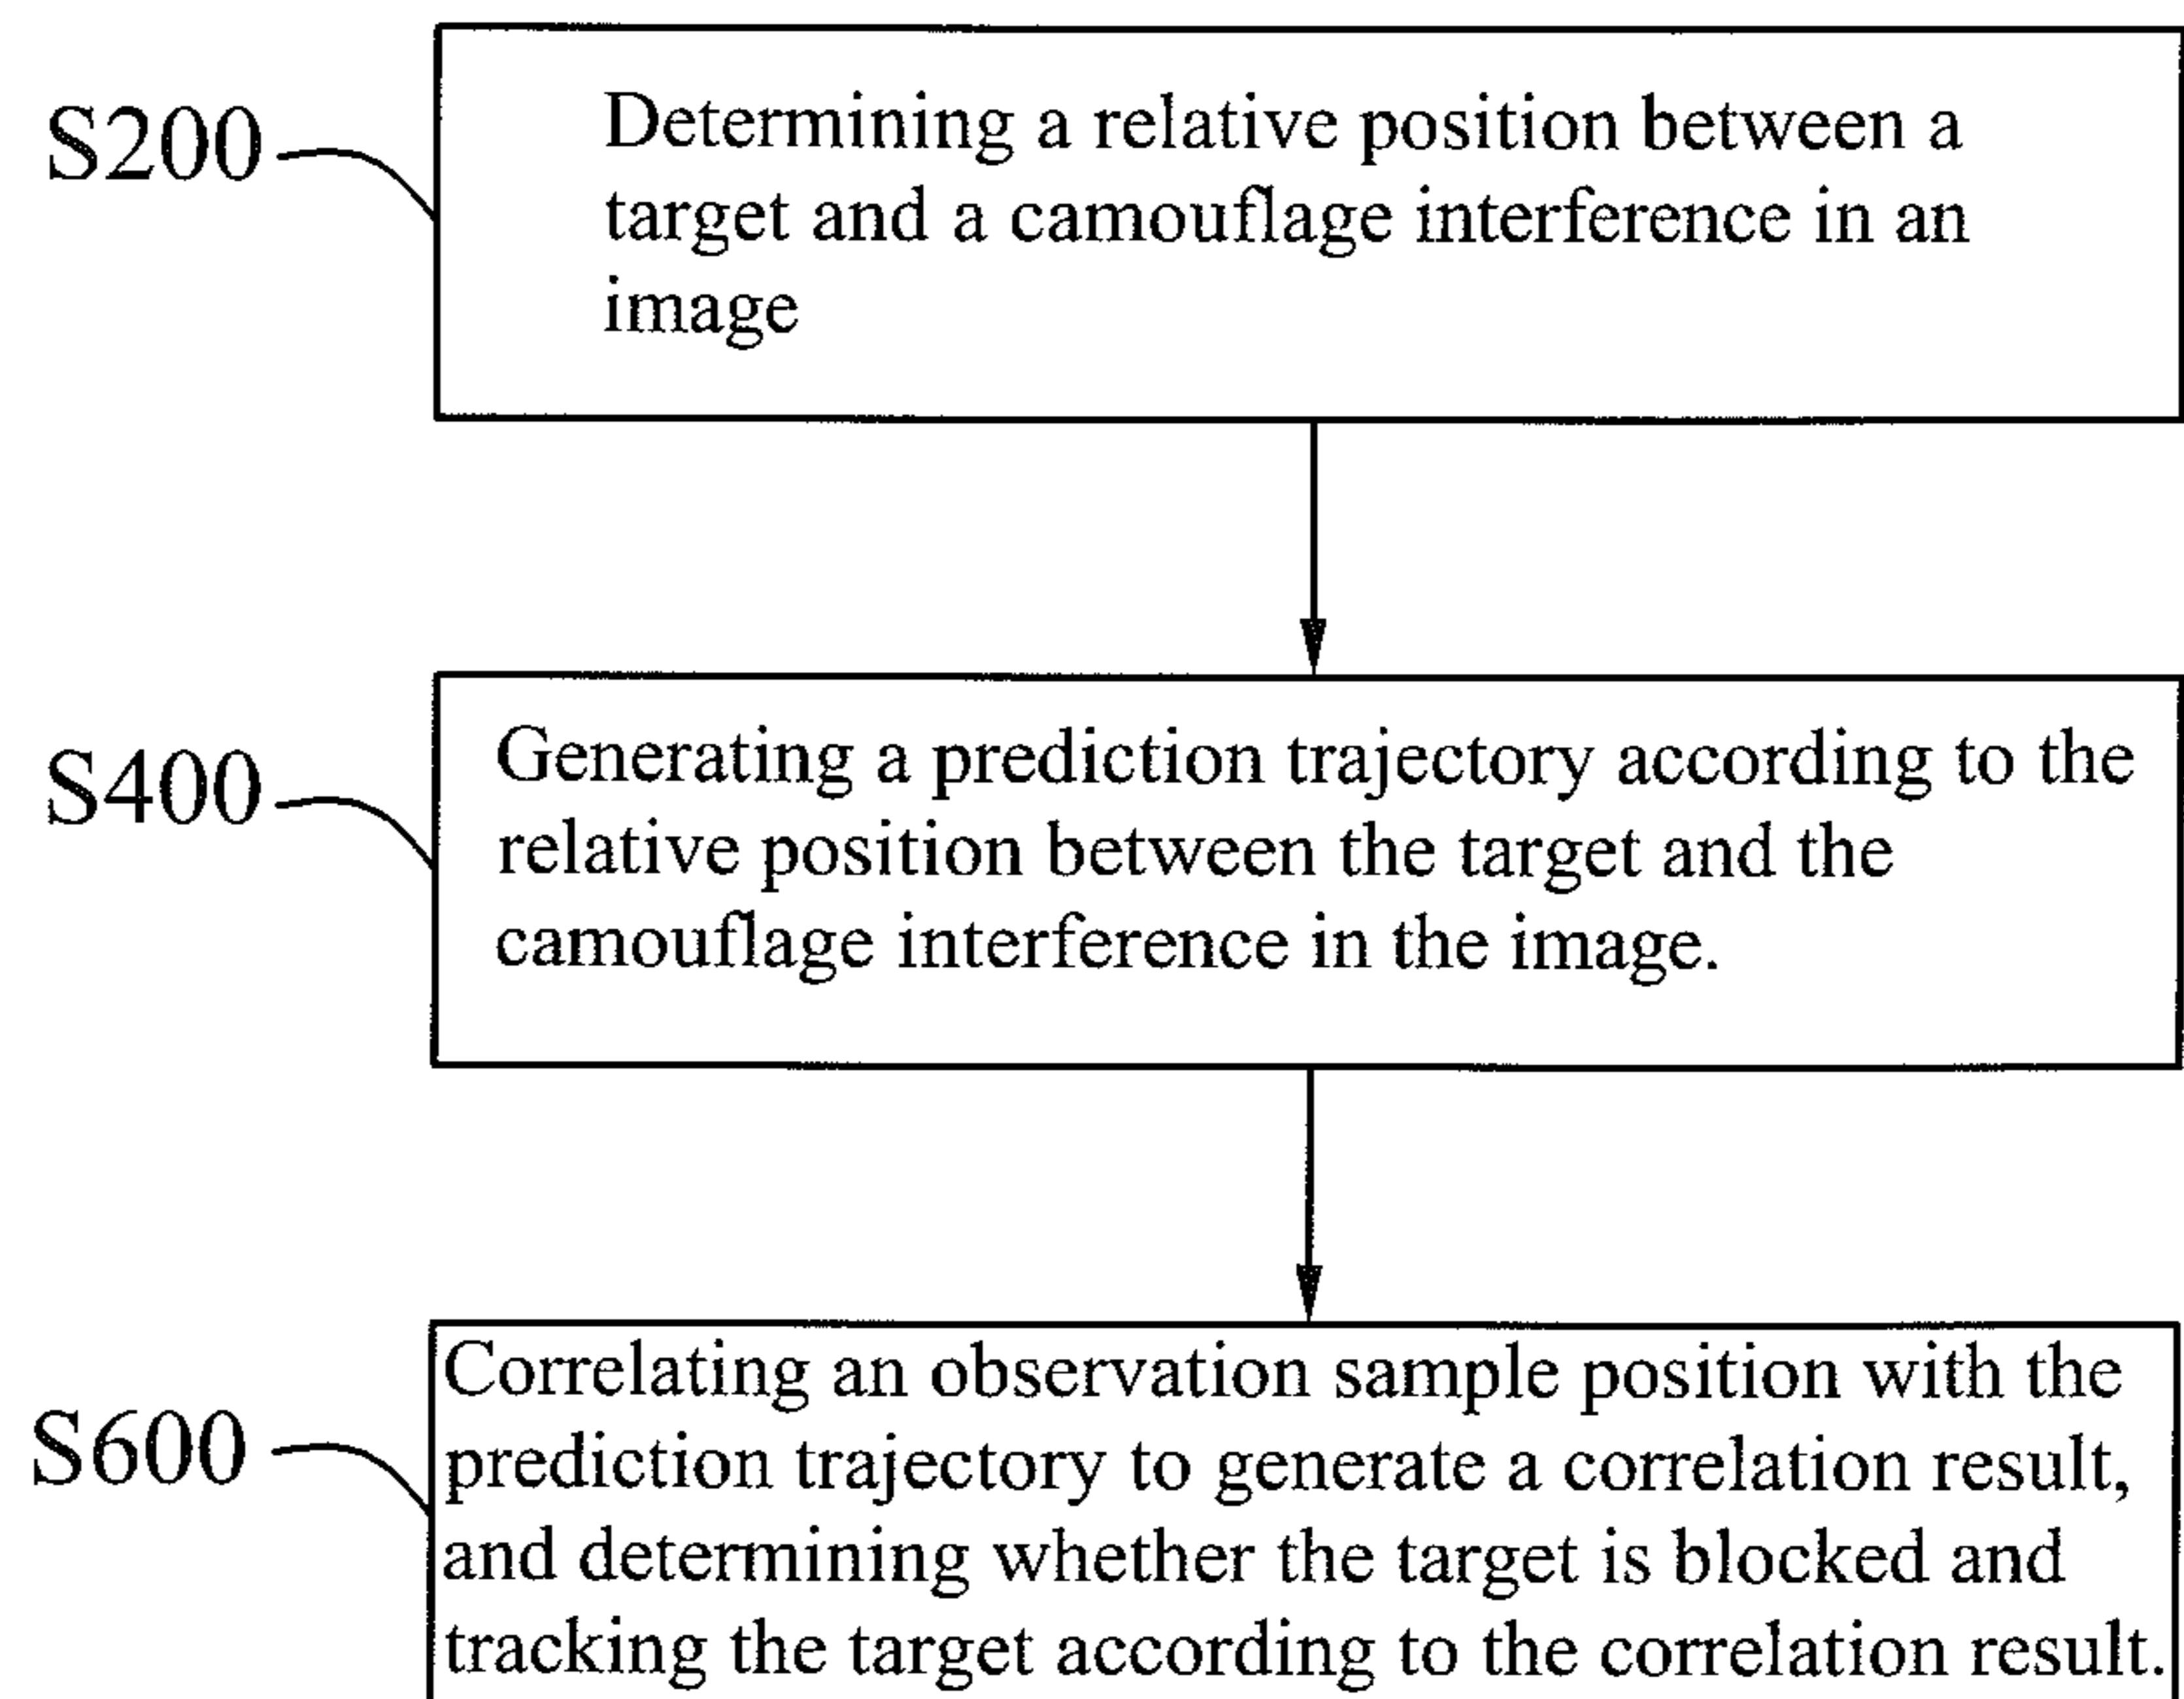 S200
Determining a relative position between a
target and a camouflage interference in an
image
S400
Generating a prediction trajectory according to the
relative position between the target and the
camouflage interference in the image.
S600
Correlating an observation sample position with the
prediction trajectory to generate a correlation result,
and determining whether the target is blocked and
tracking the target according to the correlation result.